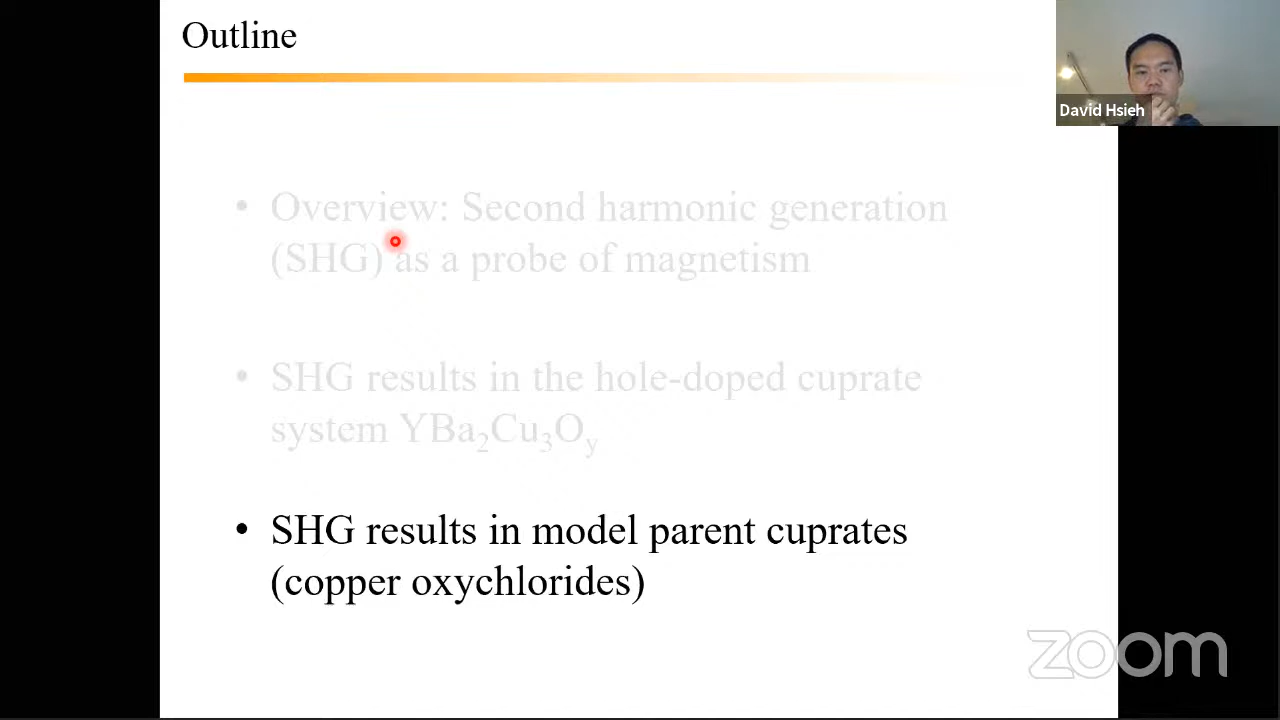 Outline
David Hsieh
• Overview: Second harmonic generation
(SHG) as a probe of magnetism
• SHG results in the hole-doped cuprate
system YBa₂Cu₃Oy
• SHG results in model parent cuprates
(copper oxychlorides)
zoom